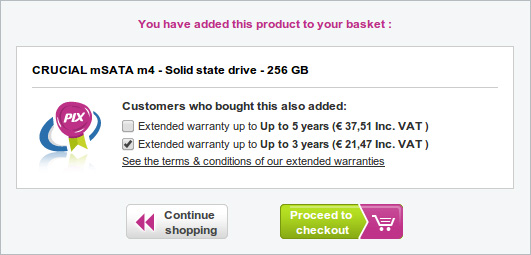 You have added this product to your basket :
CRUCIAL mSATA m4 - Solid state drive - 256 GB
PIX
Customers who bought this also added:
Extended warranty up to Up to 5 years (€ 37,51 Inc. VAT )
Extended warranty up to Up to 3 years (€ 21,47 Inc. VAT )
See the terms & conditions of our extended warranties
Continue
shopping
Proceed to
checkout